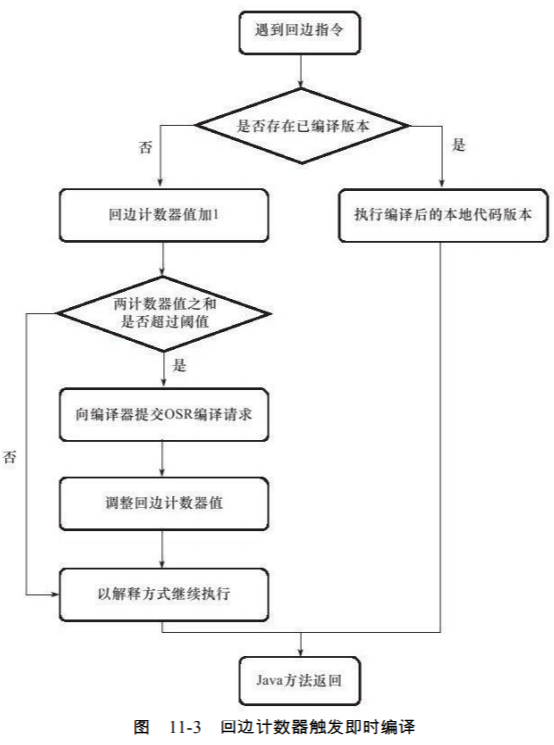 遇到回边指令
是否存在已编译版本
否
是
回边计数器值加1
执行编译后的本地代码版本
两计数器值之和
是否超过阈值
是
向编译器提交OSR编译请求
否
调整回边计数器值
以解释方式继续执行
Java方法返回
图 11-3 回边计数器触发即时编译